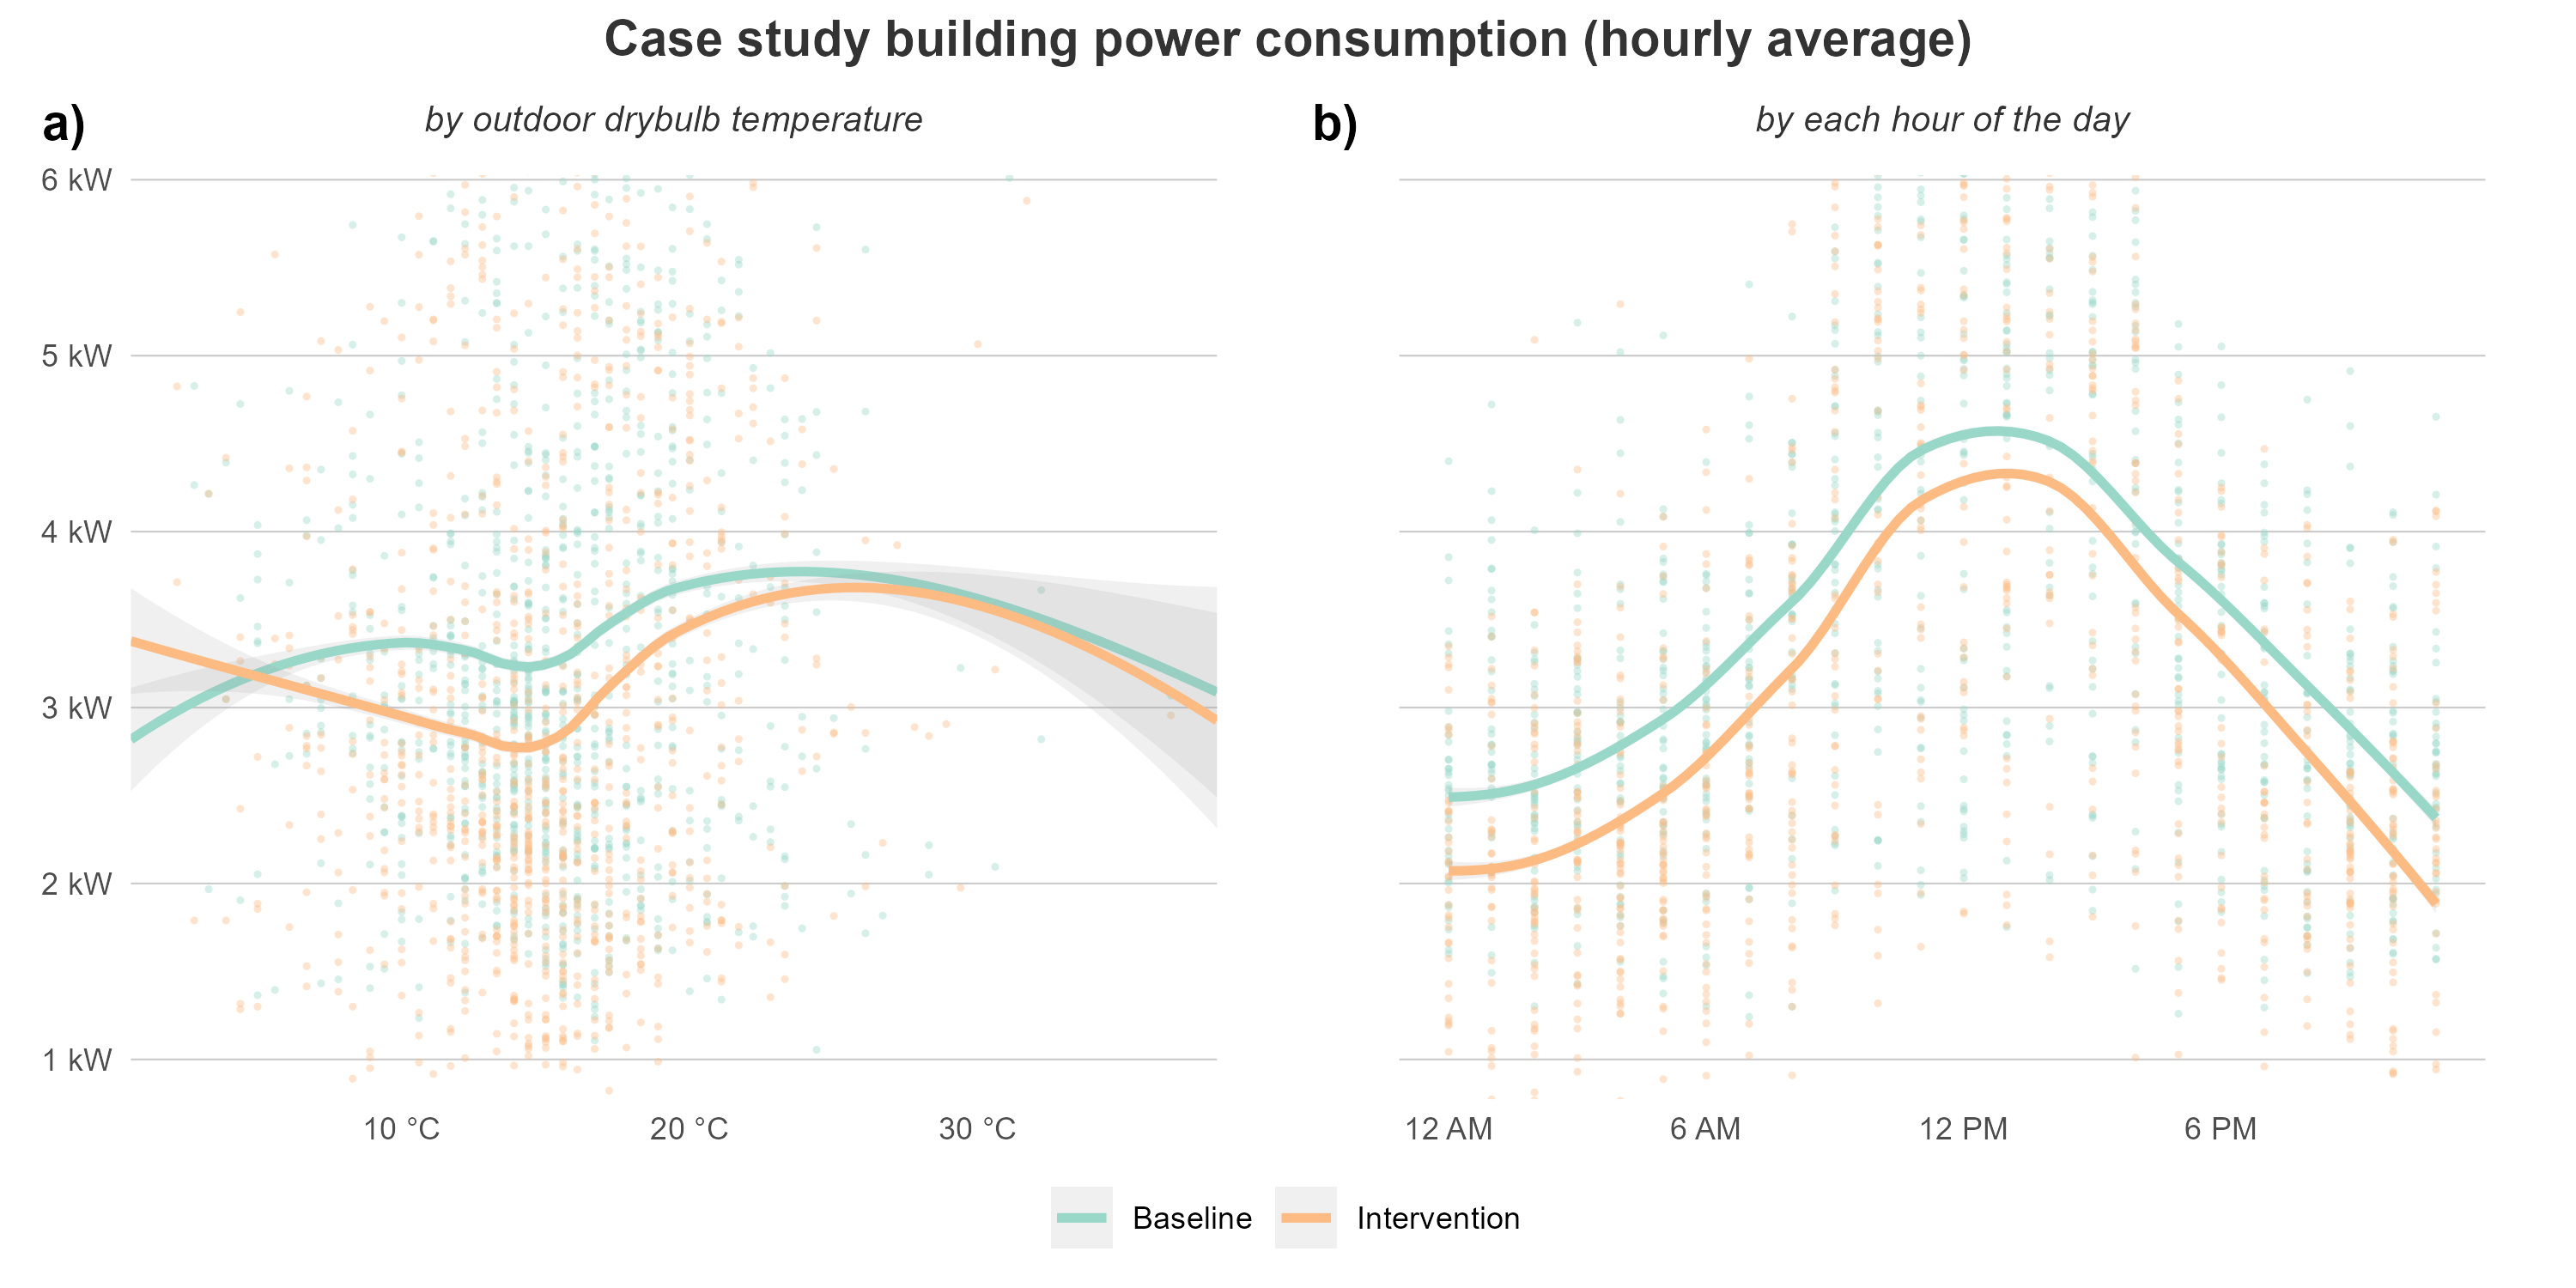 Case study building power consumption (hourly average)
a)
by outdoor drybulb temperature
6 kW
5 kW
4 kW
3 kW
2 kW
1 kW
10 °C
20 °C
30 °C
b)
by each hour of the day
12 AM
6 AM
12 PM
6 PM
Baseline
Intervention